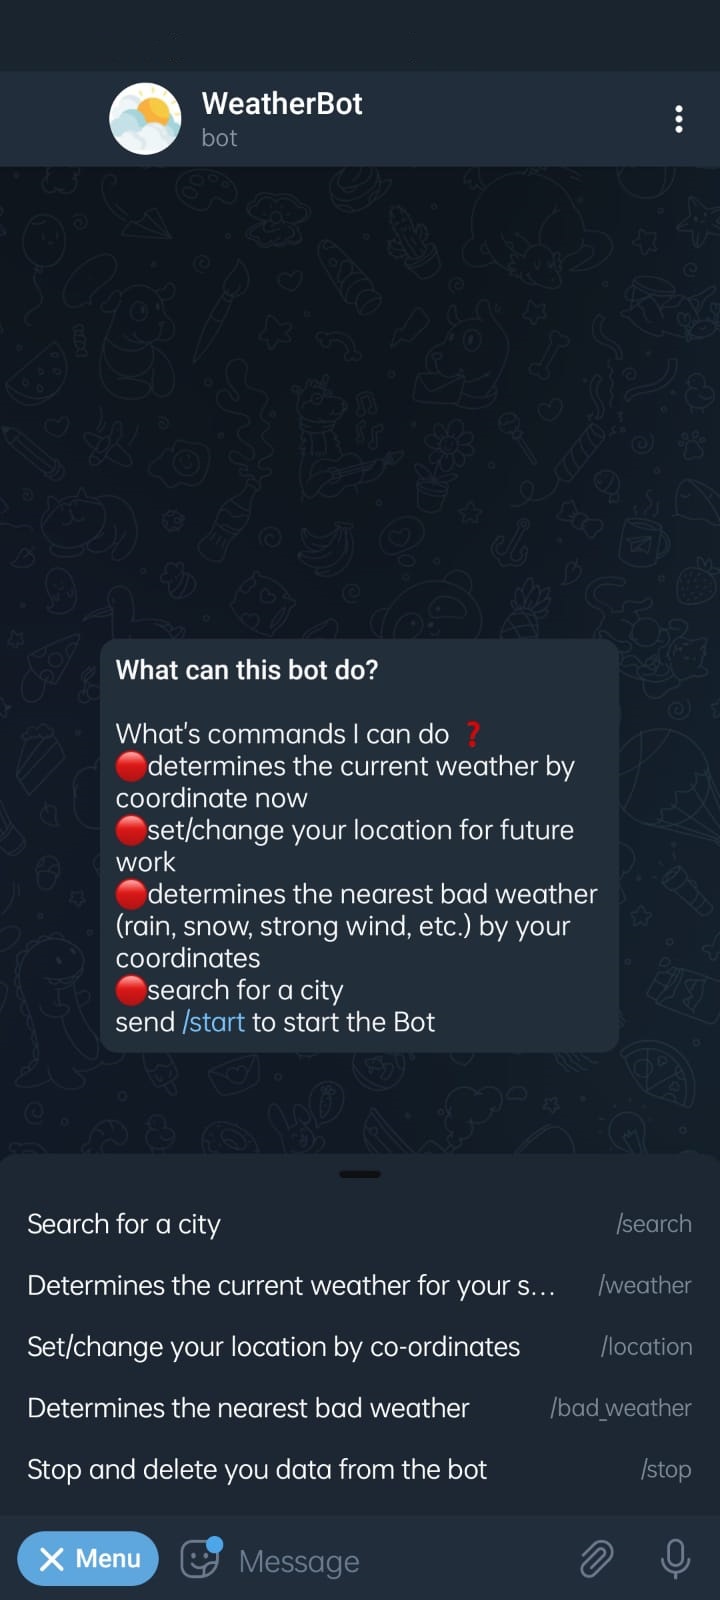 WeatherBot
bot
What can this bot do?
What's commands I can do ❓
🔴determines the current weather by
coordinate now
🔴set/change your location for future
work
🔴determines the nearest bad weather
(rain, snow, strong wind, etc.) by your
coordinates
🔴search for a city
send /start to start the Bot
Search for a city /search
Determines the current weather for your s... /weather
Set/change your location by co-ordinates /location
Determines the nearest bad weather /bad_weather
Stop and delete you data from the bot /stop
Menu Message